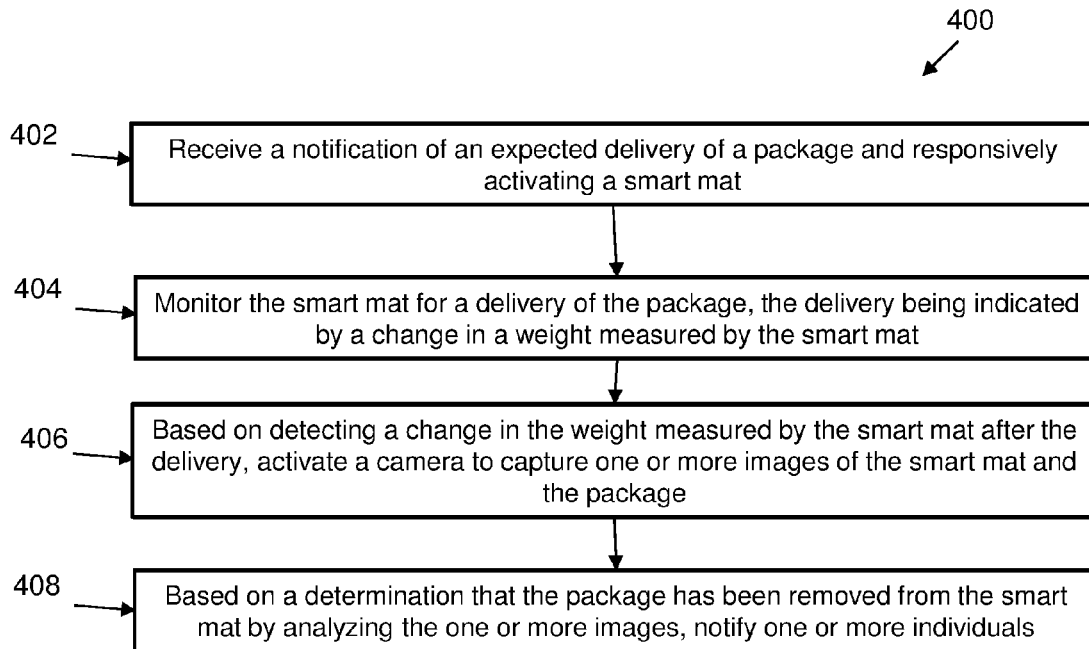 400
402
Receive a notification of an expected delivery of a package and responsively
activating a smart mat
404
Monitor the smart mat for a delivery of the package, the delivery being indicated
by a change in a weight measured by the smart mat
406
Based on detecting a change in the weight measured by the smart mat after the
delivery, activate a camera to capture one or more images of the smart mat and
the package
408
Based on a determination that the package has been removed from the smart
mat by analyzing the one or more images, notify one or more individuals